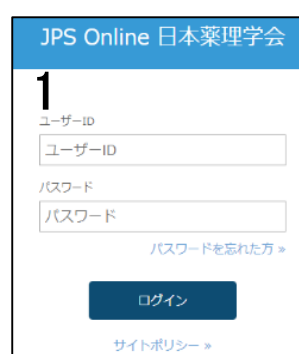 JPS Online 日本薬理学会
1
ユーザーID
ユーザーID
パスワード
パスワード
パスワードを忘れた方 »
ログイン
サイトポリシー »